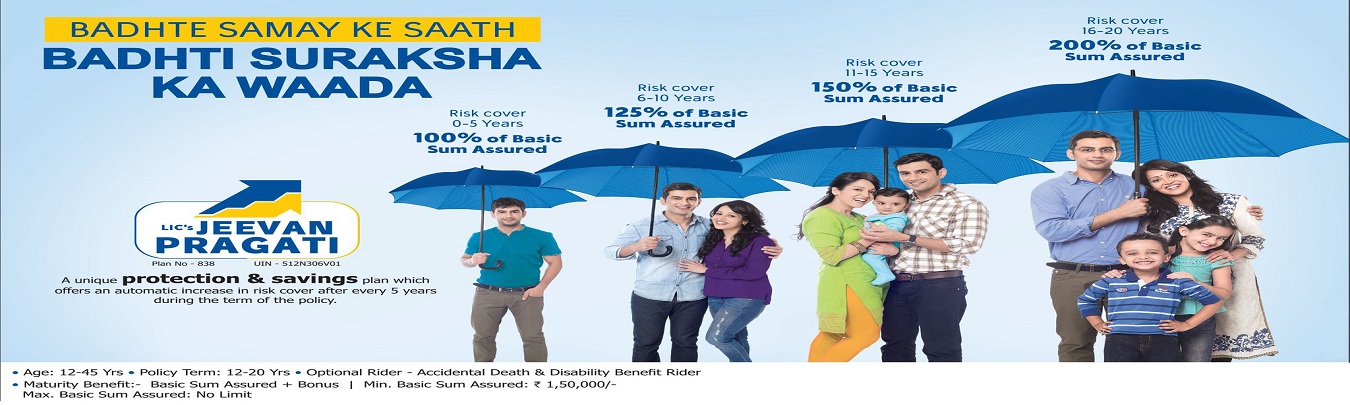 BADHTE SAMAY KE SAATH
BADHTI SURAKSHA
KA WAADA
Risk cover
0-5 Years
100% of Basic
Sum Assured
Risk cover
6-10 Years
125% of Basic
Sum Assured
Risk cover
11-15 Years
150% of Basic
Sum Assured
Risk cover
16-20 Years
200% of Basic
Sum Assured
LIC's JEEVAN
PRAGATI
Plan No - 838 UIN - 512N306V01
A unique protection & savings plan which
offers an automatic increase in risk cover after every 5 years
during the term of the policy.
• Age: 12-45 Yrs • Policy Term: 12-20 Yrs • Optional Rider - Accidental Death & Disability Benefit Rider
• Maturity Benefit:- Basic Sum Assured + Bonus | Min. Basic Sum Assured: ₹ 1,50,000/-
Max. Basic Sum Assured: No Limit